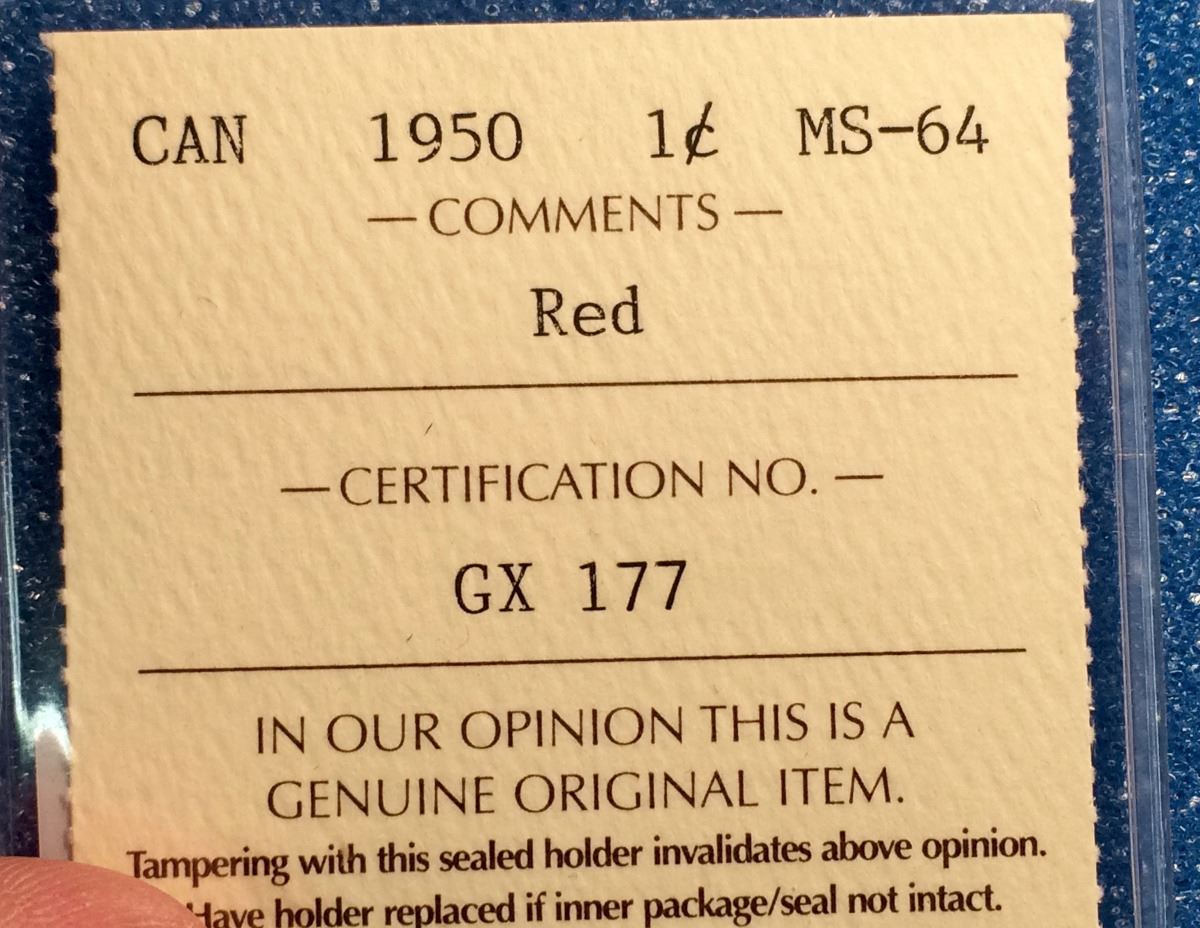 CAN 1950 1¢ MS-64
— COMMENTS —
Red
— CERTIFICATION NO. —
GX 177
IN OUR OPINION THIS IS A
GENUINE ORIGINAL ITEM.
Tampering with this sealed holder invalidates above opinion.
Have holder replaced if inner package/seal not intact.